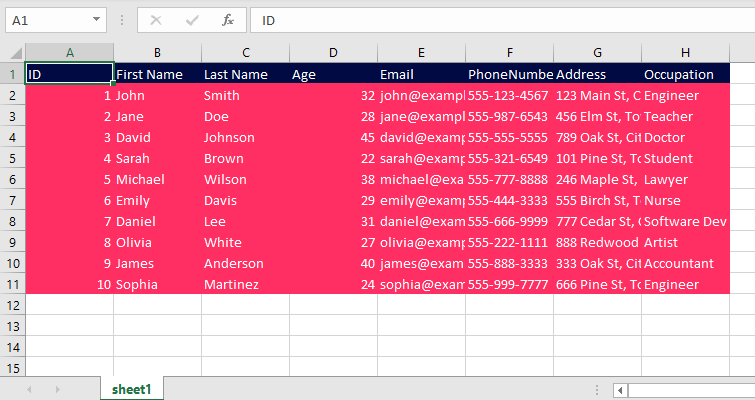 A1 fx ID
A B C D E F G H
1 ID First Name Last Name Age Email PhoneNumbe Address Occupation
2 1 John Smith 32 john@exampl 555-123-4567 123 Main St, C Engineer
3 2 Jane Doe 28 jane@examp 555-987-6543 456 Elm St, To Teacher
4 3 David Johnson 45 david@examp 555-555-5555 789 Oak St, Cit Doctor
5 4 Sarah Brown 22 sarah@examp 555-321-6549 101 Pine St, To Student
6 5 Michael Wilson 38 michael@exa 555-777-8888 246 Maple St, Lawyer
7 6 Emily Davis 29 emily@examp 555-444-3333 555 Birch St, T Nurse
8 7 Daniel Lee 31 daniel@exam 555-666-9999 777 Cedar St, Software Dev
9 8 Olivia White 27 olivia@examp 555-222-1111 888 Redwood Artist
10 9 James Anderson 40 james@exam 555-888-3333 333 Oak St, Cit Accountant
11 10 Sophia Martinez 24 sophia@exam 555-999-7777 666 Pine St, To Engineer
12
13
14
15
sheet1